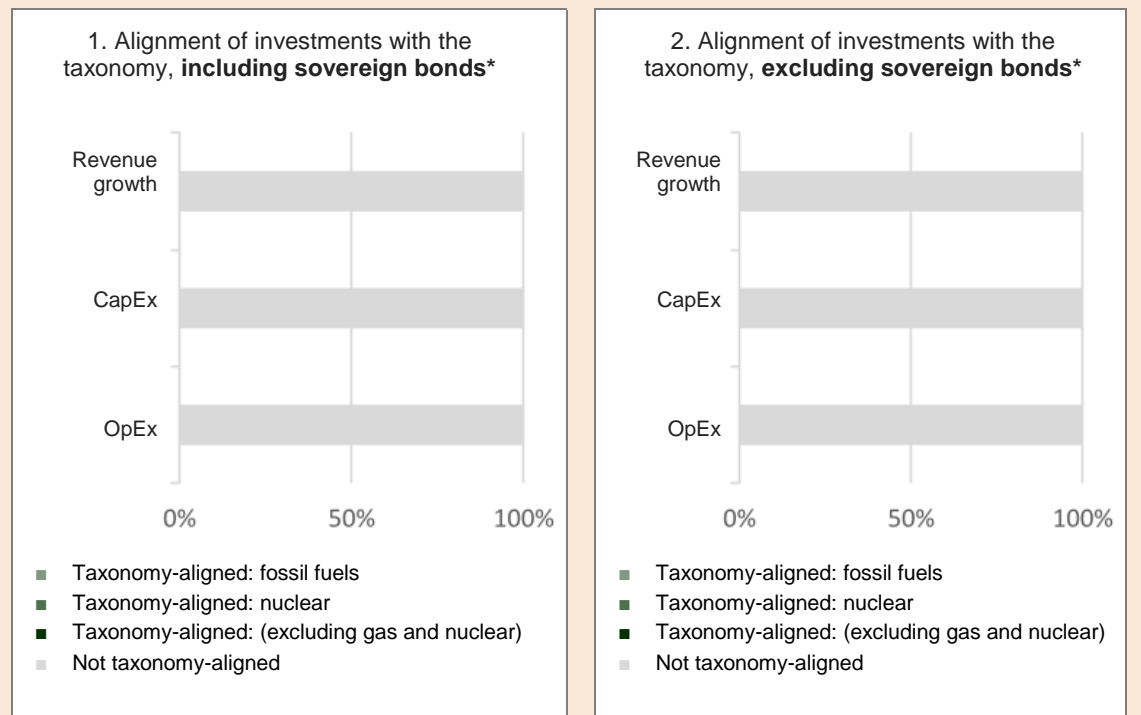 1. Alignment of investments with the
taxonomy, including sovereign bonds*
Revenue
growth
CapEx
OpEx
0% 50% 100%
Taxonomy-aligned: fossil fuels
Taxonomy-aligned: nuclear
Taxonomy-aligned: (excluding gas and nuclear)
Not taxonomy-aligned
2. Alignment of investments with the
taxonomy, excluding sovereign bonds*
Revenue
growth
CapEx
OpEx
0% 50% 100%
Taxonomy-aligned: fossil fuels
Taxonomy-aligned: nuclear
Taxonomy-aligned: (excluding gas and nuclear)
Not taxonomy-aligned